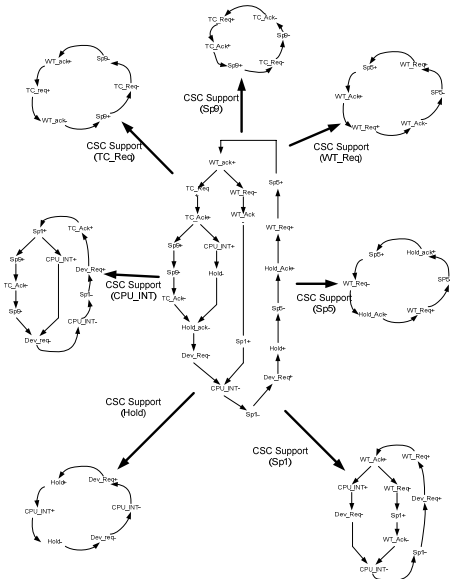 TC_Req+
TC_Ack-
TC_Ack+
Sp9-
Sp9+
TC_Req-
WT_ack+
Sp9-
TC_req+
TC_Req-
WT_ack-
Sp9+
Sp5+
WT_Req-
WT_Ack+
SP5-
WT_Req+
WT_Ack-
CSC Support
(Sp9)
CSC Support
(TC_Req)
CSC Support
(WT_Req)
WT_ack+
TC_Req
WT_Req-
Sp5+
TC_Ack+
WT_Ack
WT_Req+
Sp9+
CPU_INT+
Sp9-
Hold-
Hold_Ack+
TC_Ack-
Sp5-
Hold_ack-
Sp1+
Hold+
Dev_Req-
CPU_INT-
Dev_Req+
Sp1-
Sp1+
TC_Ack+
Sp9+
CPU_INT+
Dev_Req+
TC_Ack-
Sp1-
Sp9-
CPU_INT-
Dev_req-
CSC Support
(CPU_INT)
CSC Support
(Sp5)
Sp5+
Hold_ack+
WT_Req-
SP5
Hold_Ack-
WT_Req+
CSC Support
(Hold)
CSC Support
(Sp1)
Hold+
Dev_Req+
CPU_INT+
CPU_INT-
Hold-
Dev_req-
WT_Ack+
WT_Req+
CPU_INT+
WT_Req-
Dev_Req-
Sp1+
Dev_Req+
WT_Ack-
CPU_INT-
Sp1-